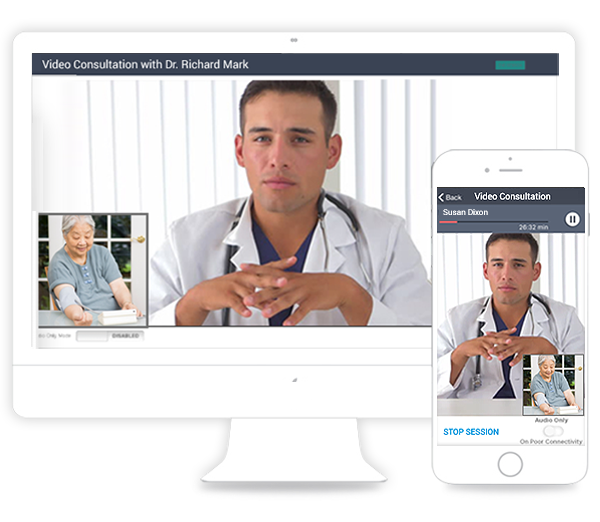 Video Consultation with Dr. Richard Mark
Only Mode
DISABLED
Back
Video Consultation
Susan Dixon
26:32 min
Audio Only
STOP SESSION
On Poor Connectivity